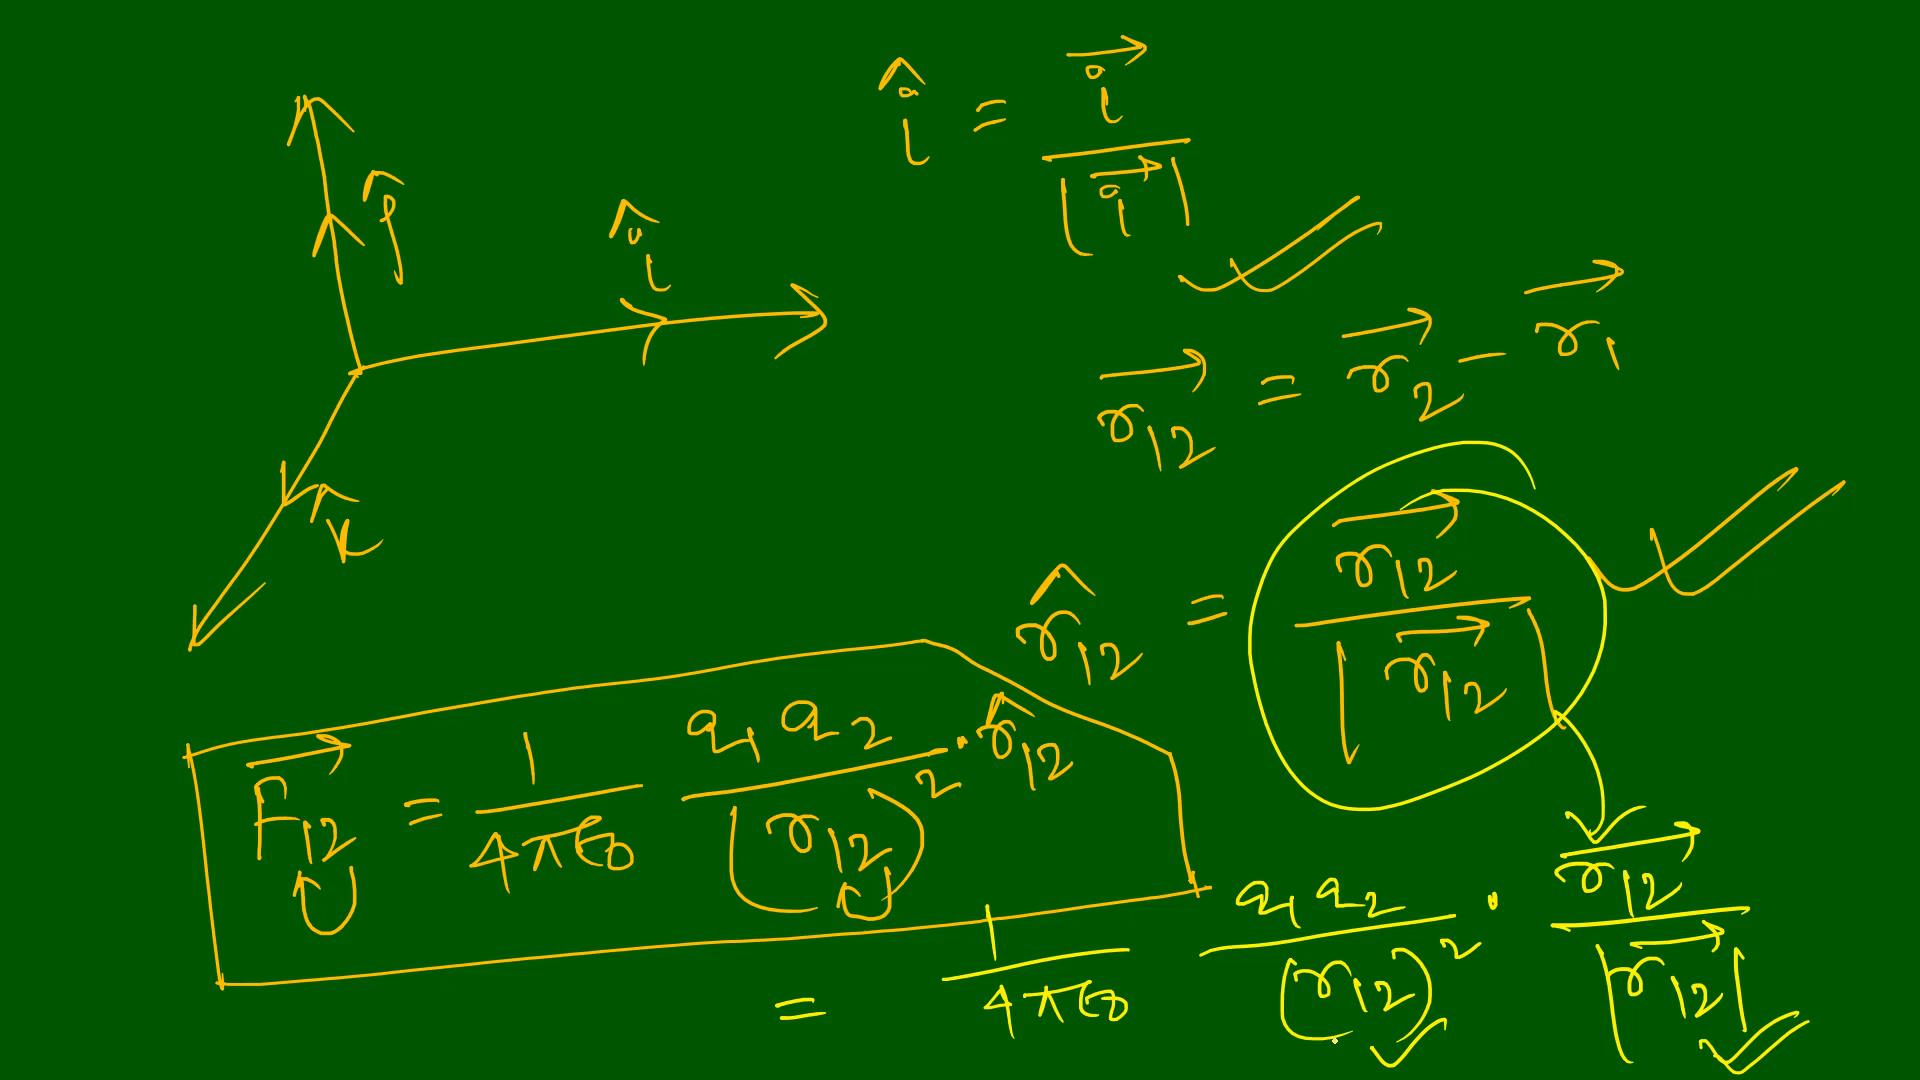 î = i⃗ / |i⃗|
ĵ
î
r⃗₁₂ = r⃗₂ − r⃗₁
k̂
r̂₁₂ = r⃗₁₂ / |r⃗₁₂|
F⃗₁₂ = 1/4πε₀ q₁q₂/(r₁₂)² · r̂₁₂
= 1/4πε₀ q₁q₂/(r₁₂)² · r⃗₁₂/|r⃗₁₂|